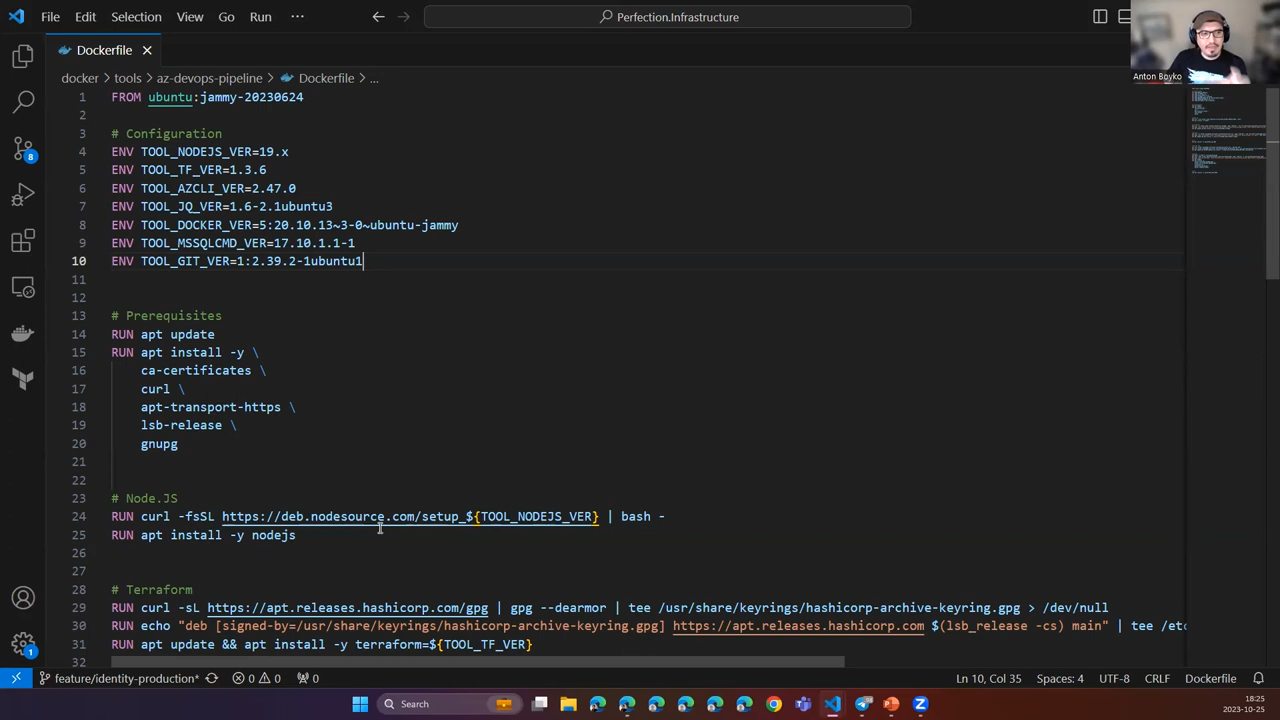 File Edit Selection View Go Run ···
Perfection.Infrastructure
Anton Boyko
Dockerfile
docker > tools > az-devops-pipeline > Dockerfile > ...
1 FROM ubuntu:jammy-20230624
2
3 # Configuration
4 ENV TOOL_NODEJS_VER=19.x
5 ENV TOOL_TF_VER=1.3.6
6 ENV TOOL_AZCLI_VER=2.47.0
7 ENV TOOL_JQ_VER=1.6-2.1ubuntu3
8 ENV TOOL_DOCKER_VER=5:20.10.13~3-0~ubuntu-jammy
9 ENV TOOL_MSSQLCMD_VER=17.10.1.1-1
10 ENV TOOL_GIT_VER=1:2.39.2-1ubuntu1
11
12
13 # Prerequisites
14 RUN apt update
15 RUN apt install -y \
16 ca-certificates \
17 curl \
18 apt-transport-https \
19 lsb-release \
20 gnupg
21
22
23 # Node.JS
24 RUN curl -fsSL https://deb.nodesource.com/setup_${TOOL_NODEJS_VER} | bash -
25 RUN apt install -y nodejs
26
27
28 # Terraform
29 RUN curl -sL https://apt.releases.hashicorp.com/gpg | gpg --dearmor | tee /usr/share/keyrings/hashicorp-archive-keyring.gpg > /dev/null
30 RUN echo "deb [signed-by=/usr/share/keyrings/hashicorp-archive-keyring.gpg] https://apt.releases.hashicorp.com $(lsb_release -cs) main" | tee /etc
31 RUN apt update && apt install -y terraform=${TOOL_TF_VER}
32
8
1
feature/identity-production* 0 0 0 Ln 10, Col 35 Spaces: 4 UTF-8 CRLF Dockerfile
Search
18:25
2023-10-25